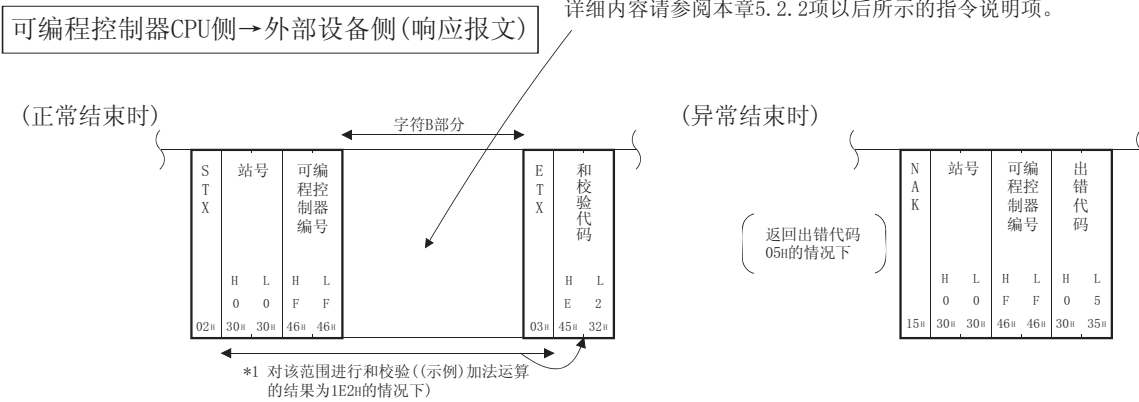 详细内容请参阅本章5.2.2项以后所示的指令说明项。
可编程控制器CPU侧→外部设备侧(响应报文)
(正常结束时)
字符B部分
S T X
站号
可编程控制器编号
E T X
和校验代码
H L H L H L
0 0 F F E 2
02H 30H 30H 46H 46H 03H 45H 32H
*1 对该范围进行和校验((示例)加法运算
的结果为1E2H的情况下)
(异常结束时)
返回出错代码
05H的情况下
N A K
站号
可编程控制器编号
出错代码
H L H L H L
0 0 F F 0 5
15H 30H 30H 46H 46H 30H 35H